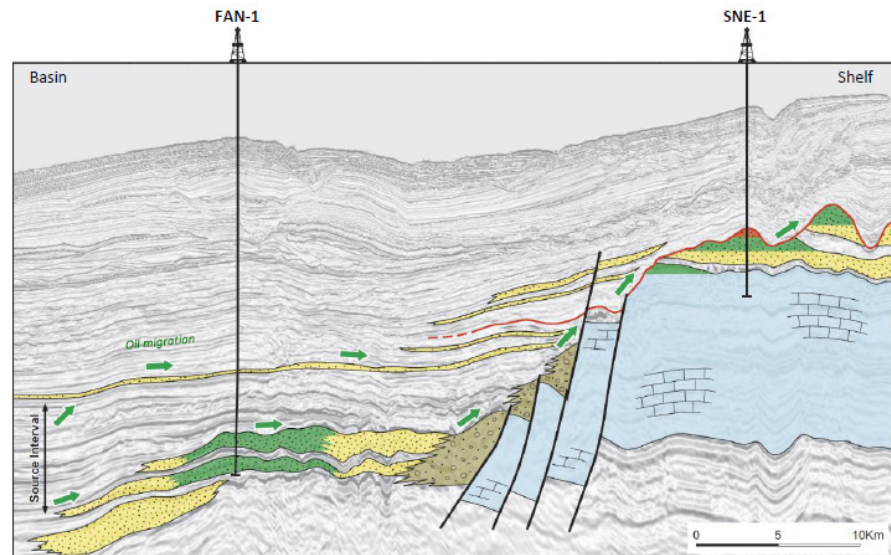 FAN-1
SNE-1
Basin
Shelf
Oil migration
Source Interval
0 5 10Km